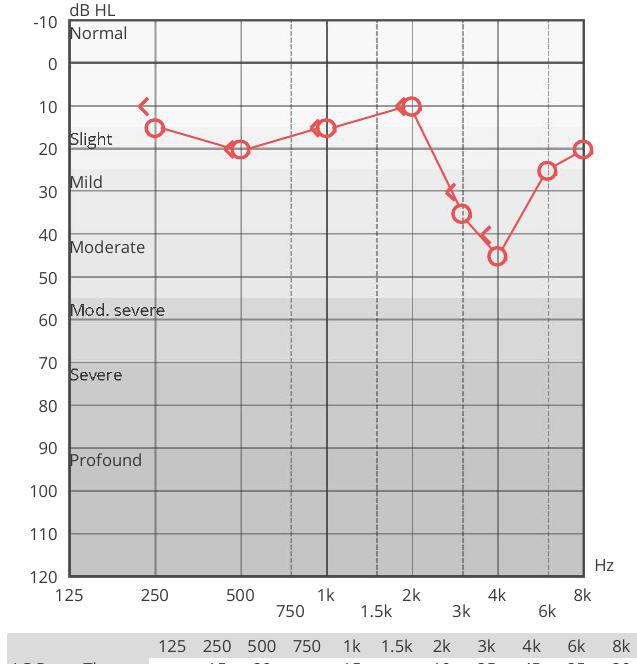 dB HL
-10
Normal
0
10
Slight
20
Mild
30
40
Moderate
50
Mod. severe
60
70
Severe
80
90
Profound
100
110
120
Hz
125 250 500 1k 2k 4k 8k
750 1.5k 3k 6k
125 250 500 750 1k 1.5k 2k 3k 4k 6k 8k